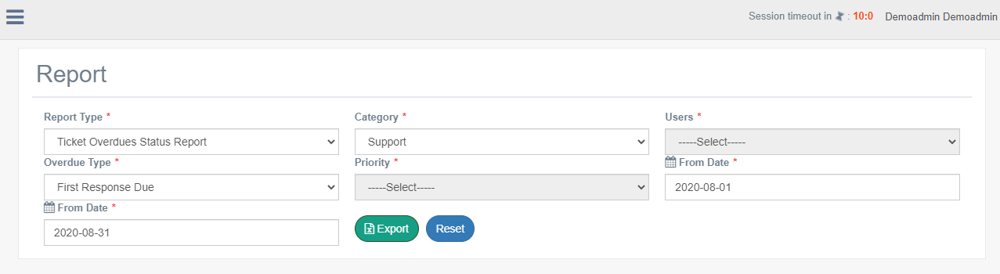 Session timeout in : 10:0 Demoadmin Demoadmin
Report
Report Type * Category * Users *
Ticket Overdues Status Report Support -----Select-----
Overdue Type * Priority * From Date *
First Response Due -----Select----- 2020-08-01
From Date *
2020-08-31 Export Reset